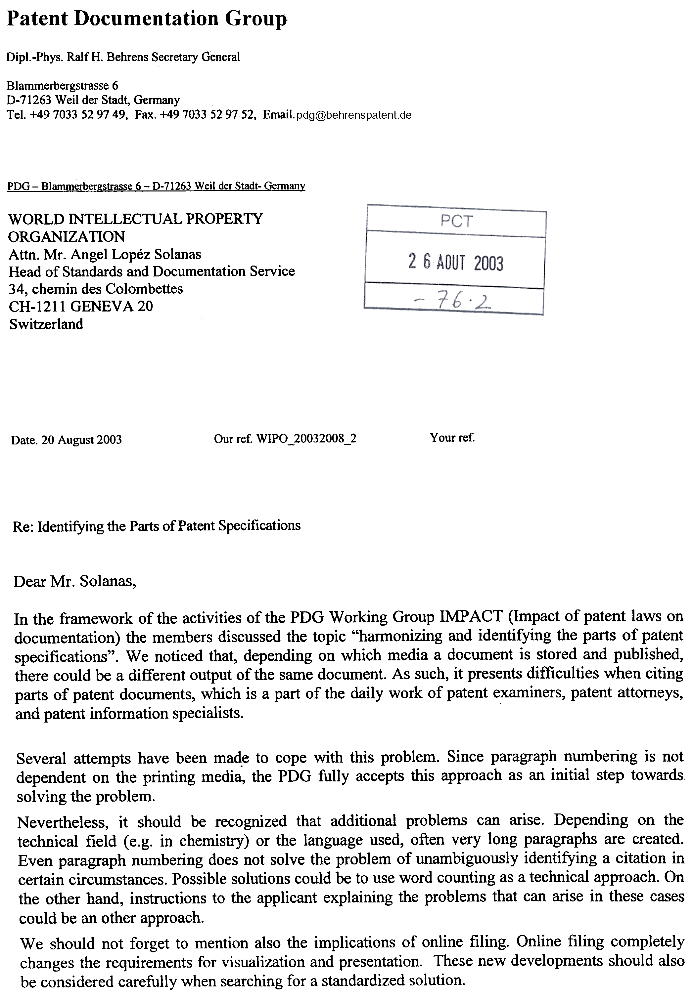 Patent Documentation Group
Dipl.-Phys. Ralf H. Behrens Secretary General
Blammerbergstrasse 6
D-71263 Weil der Stadt, Germany
Tel. +49 7033 52 97 49, Fax. +49 7033 52 97 52, Email. pdg@behrenspatent.de
PDG – Blammerbergstrasse 6 – D-71263 Weil der Stadt- Germany
WORLD INTELLECTUAL PROPERTY
ORGANIZATION
Attn. Mr. Angel Lopéz Solanas
Head of Standards and Documentation Service
34, chemin des Colombettes
CH-1211 GENEVA 20
Switzerland
PCT
26 AOUT 2003
- 76.2
Date. 20 August 2003 Our ref. WIPO_20032008_2 Your ref.
Re: Identifying the Parts of Patent Specifications
Dear Mr. Solanas,
In the framework of the activities of the PDG Working Group IMPACT (Impact of patent laws on
documentation) the members discussed the topic “harmonizing and identifying the parts of patent
specifications”. We noticed that, depending on which media a document is stored and published,
there could be a different output of the same document. As such, it presents difficulties when citing
parts of patent documents, which is a part of the daily work of patent examiners, patent attorneys,
and patent information specialists.
Several attempts have been made to cope with this problem. Since paragraph numbering is not
dependent on the printing media, the PDG fully accepts this approach as an initial step towards
solving the problem.
Nevertheless, it should be recognized that additional problems can arise. Depending on the
technical field (e.g. in chemistry) or the language used, often very long paragraphs are created.
Even paragraph numbering does not solve the problem of unambiguously identifying a citation in
certain circumstances. Possible solutions could be to use word counting as a technical approach. On
the other hand, instructions to the applicant explaining the problems that can arise in these cases
could be an other approach.
We should not forget to mention also the implications of online filing. Online filing completely
changes the requirements for visualization and presentation. These new developments should also
be considered carefully when searching for a standardized solution.